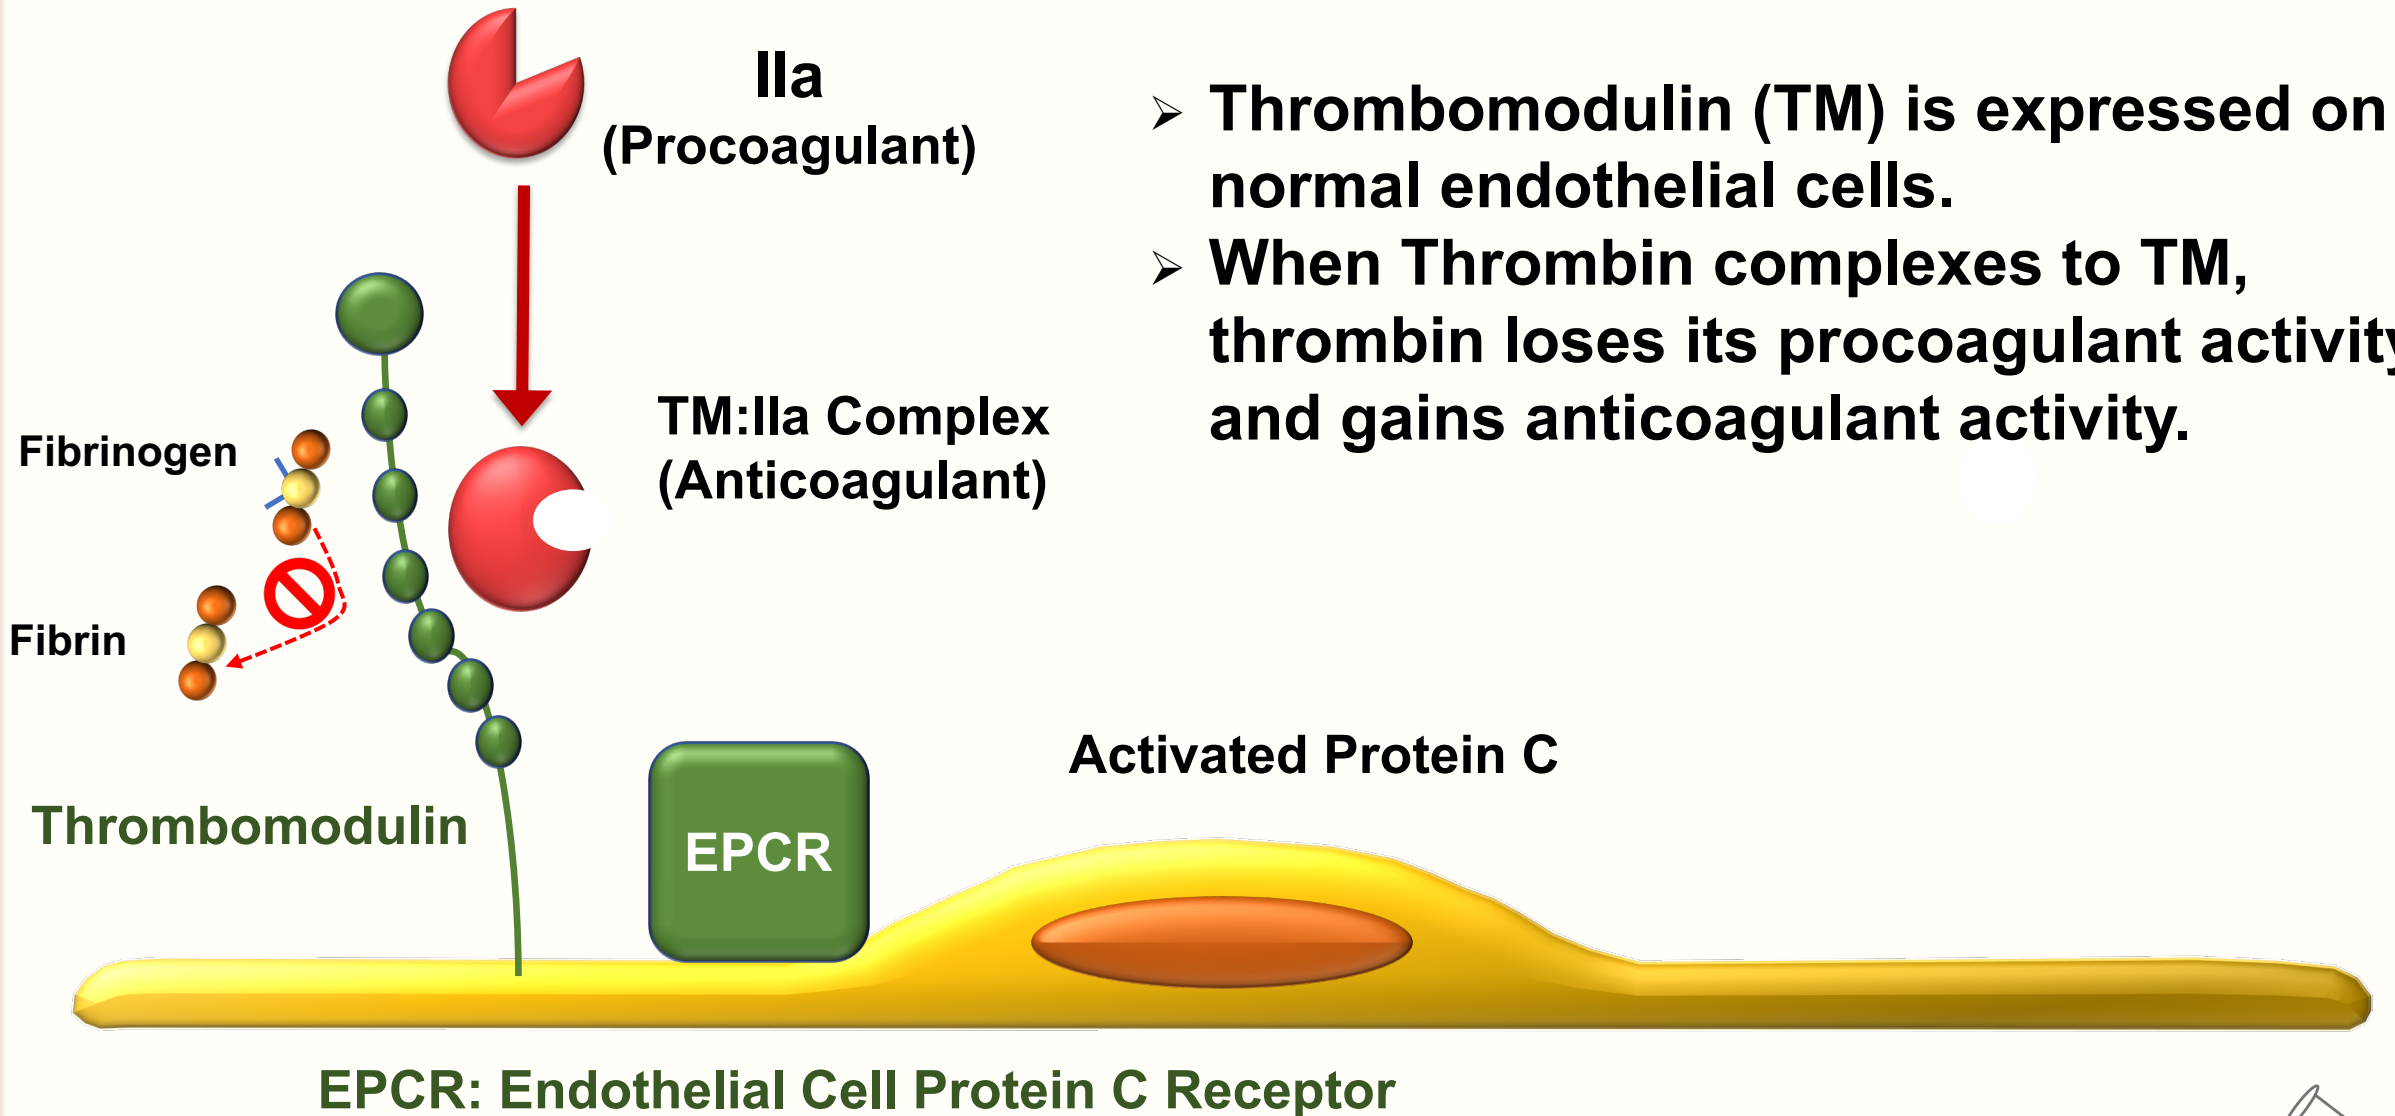 IIa
(Procoagulant)
➢ Thrombomodulin (TM) is expressed on
normal endothelial cells.
➢ When Thrombin complexes to TM,
thrombin loses its procoagulant activity
and gains anticoagulant activity.
TM:IIa Complex
(Anticoagulant)
Fibrinogen
Fibrin
Activated Protein C
Thrombomodulin
EPCR
EPCR: Endothelial Cell Protein C Receptor